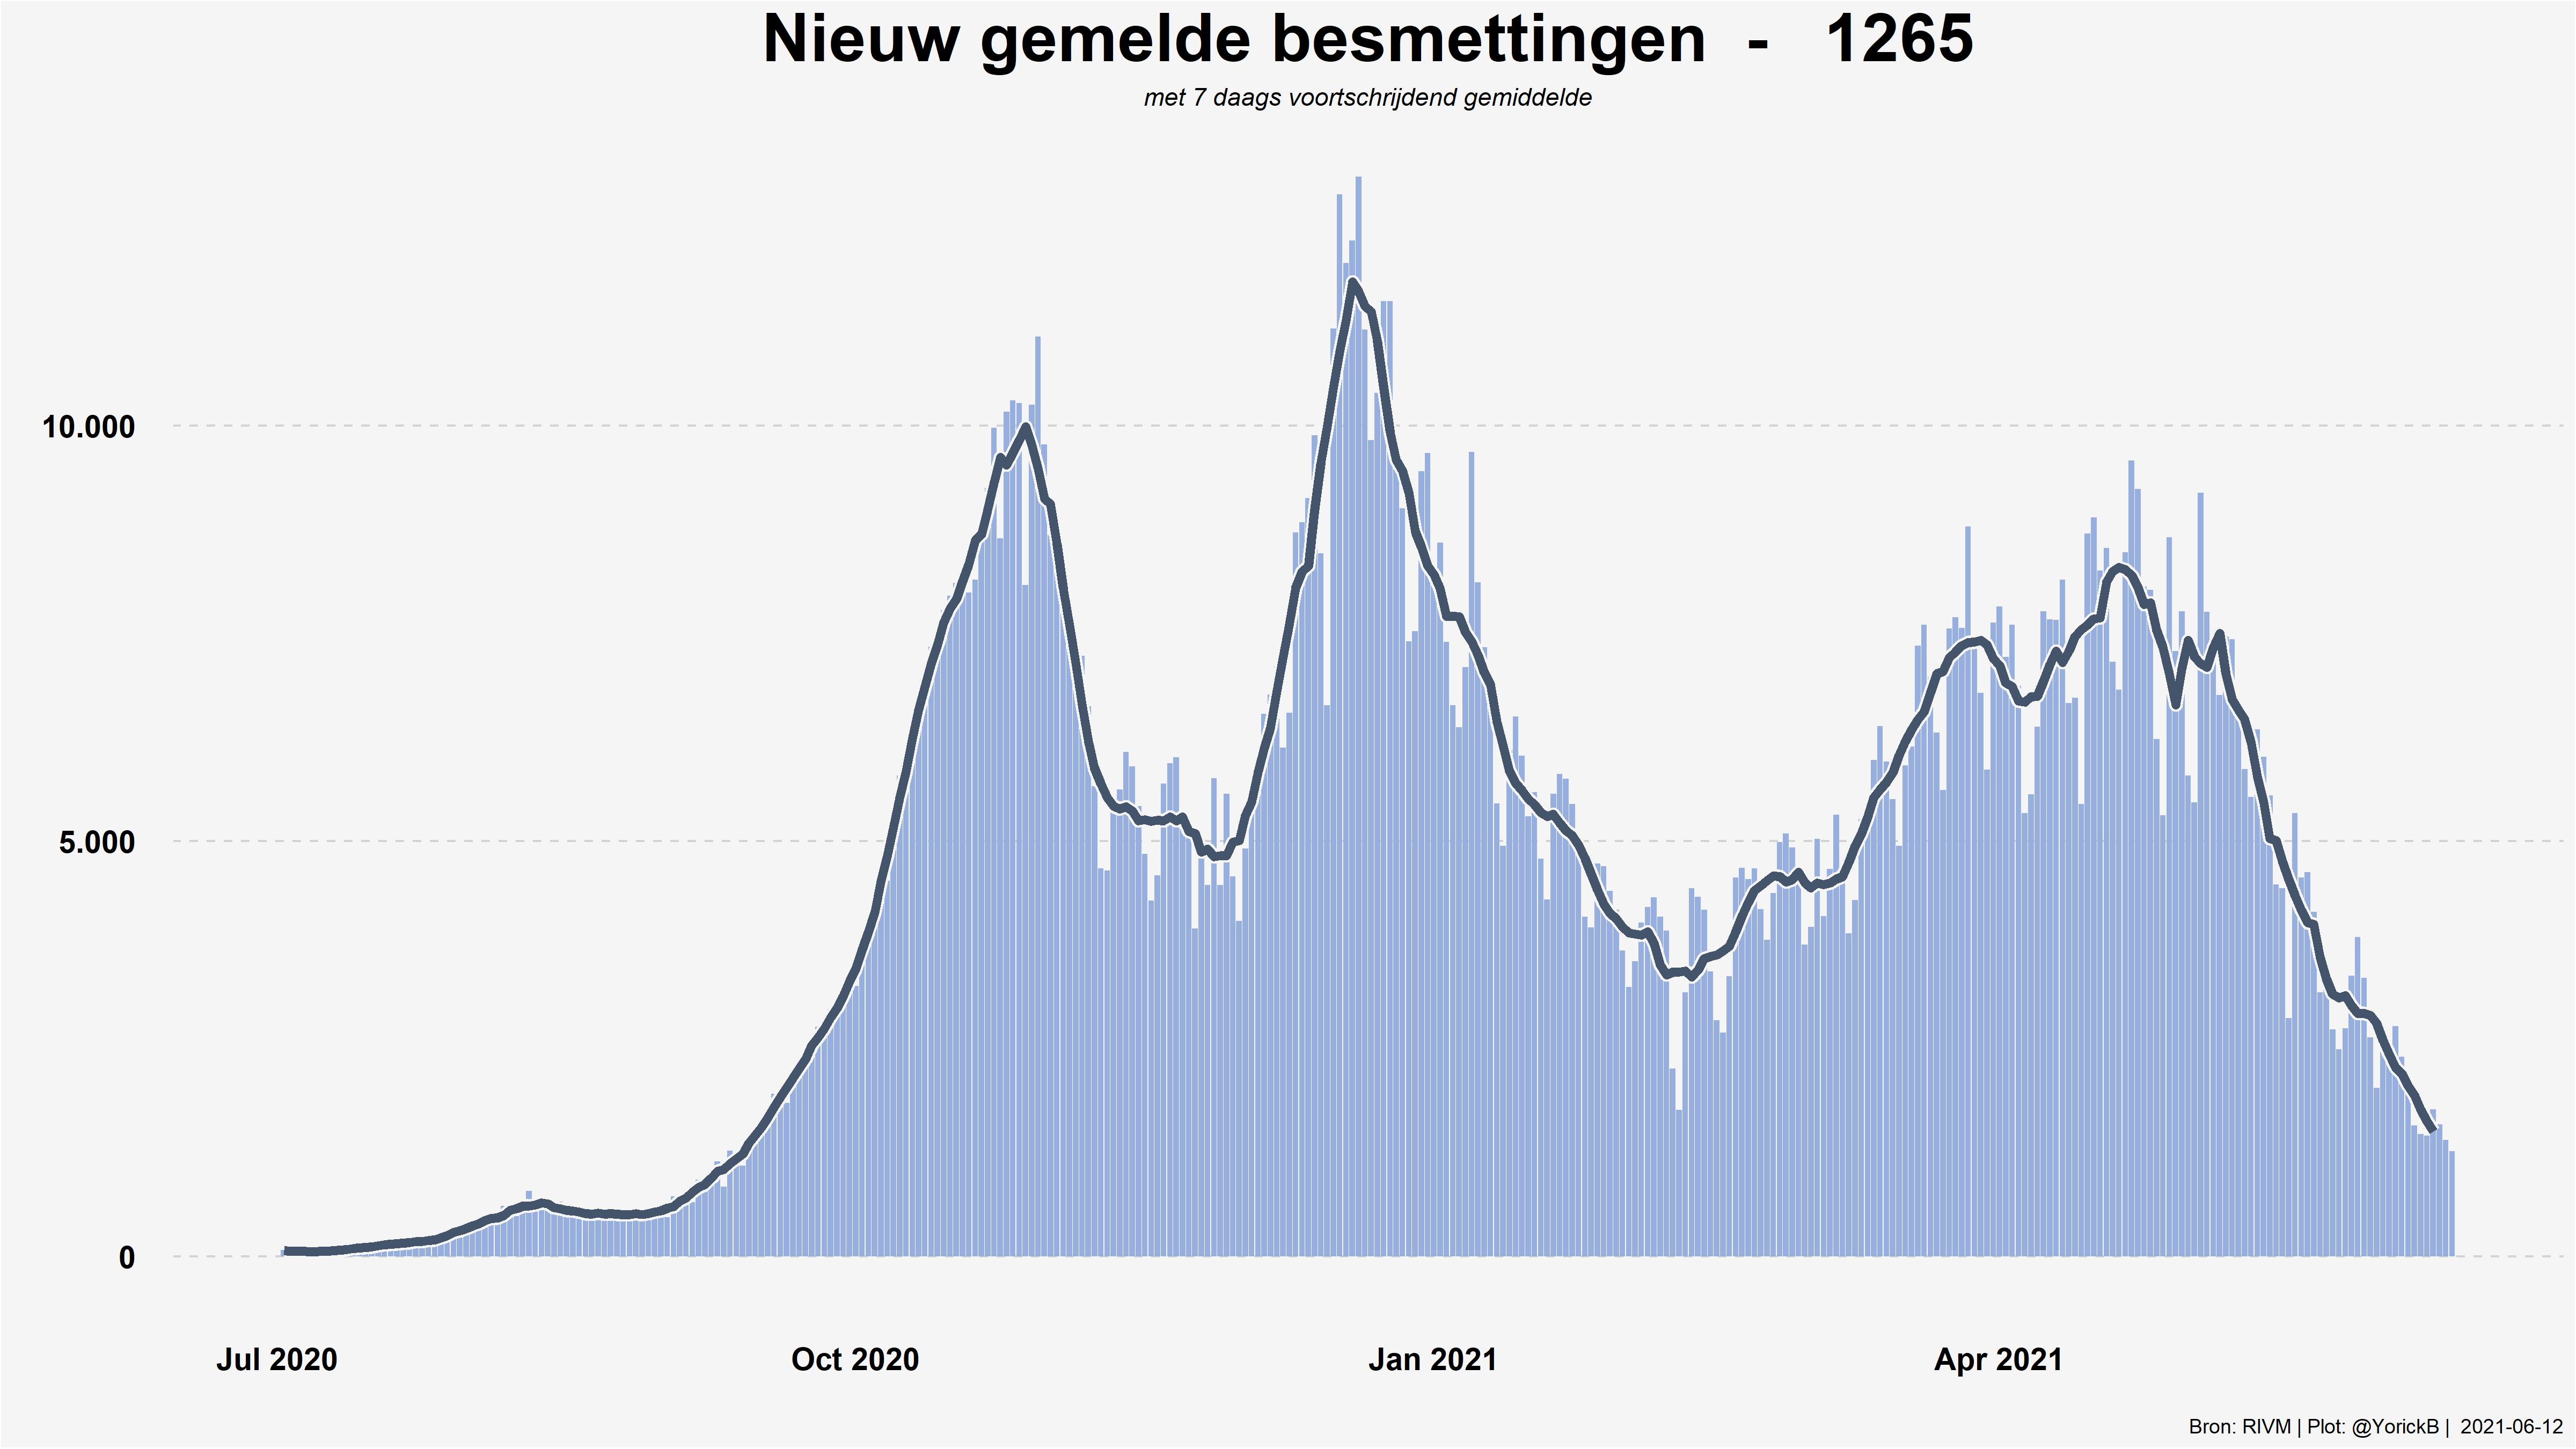 Nieuw gemelde besmettingen - 1265
met 7 daags voortschrijdend gemiddelde
10.000
5.000
0
Jul 2020 Oct 2020 Jan 2021 Apr 2021
Bron: RIVM | Plot: @YorickB | 2021-06-12